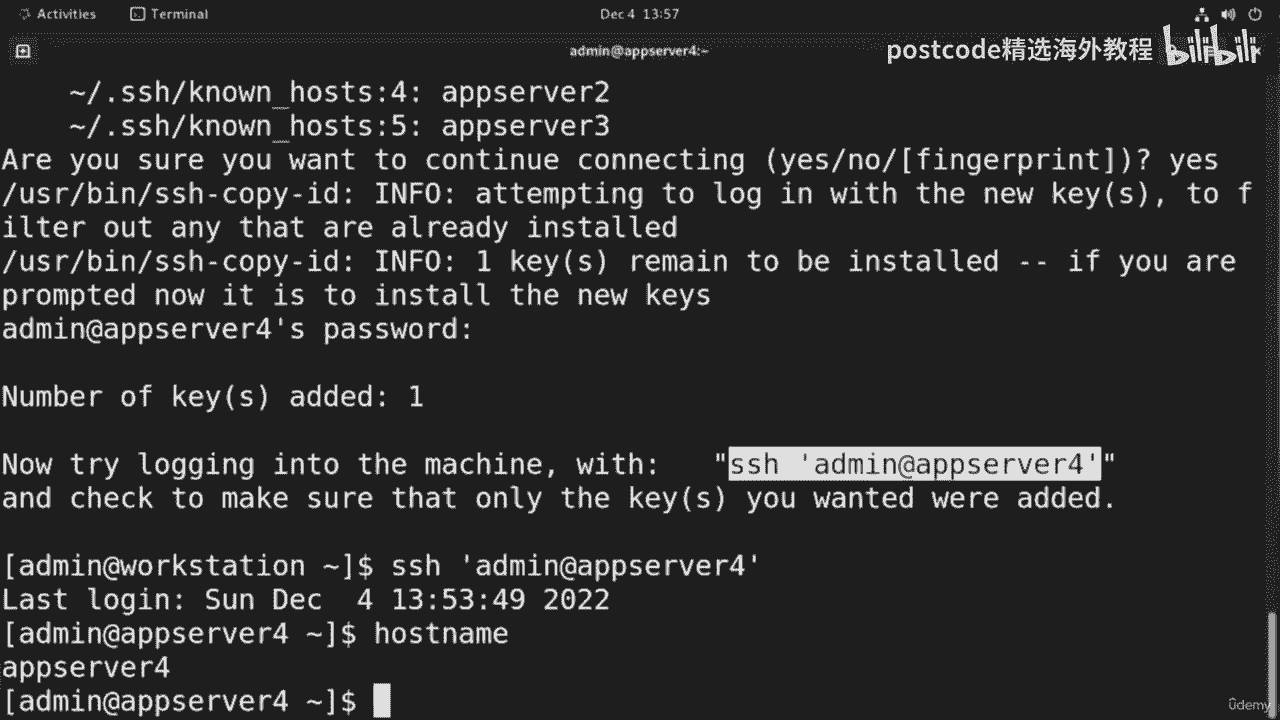 Activities Terminal Dec 4 13:57
admin@appserver4:~
postcode精选海外教程 bilibili
~/.ssh/known_hosts:4: appserver2
~/.ssh/known_hosts:5: appserver3
Are you sure you want to continue connecting (yes/no/[fingerprint])? yes
/usr/bin/ssh-copy-id: INFO: attempting to log in with the new key(s), to f
ilter out any that are already installed
/usr/bin/ssh-copy-id: INFO: 1 key(s) remain to be installed -- if you are
prompted now it is to install the new keys
admin@appserver4's password:
Number of key(s) added: 1
Now try logging into the machine, with:   "ssh 'admin@appserver4'"
and check to make sure that only the key(s) you wanted were added.
[admin@workstation ~]$ ssh 'admin@appserver4'
Last login: Sun Dec  4 13:53:49 2022
[admin@appserver4 ~]$ hostname
appserver4
[admin@appserver4 ~]$
ûdemy